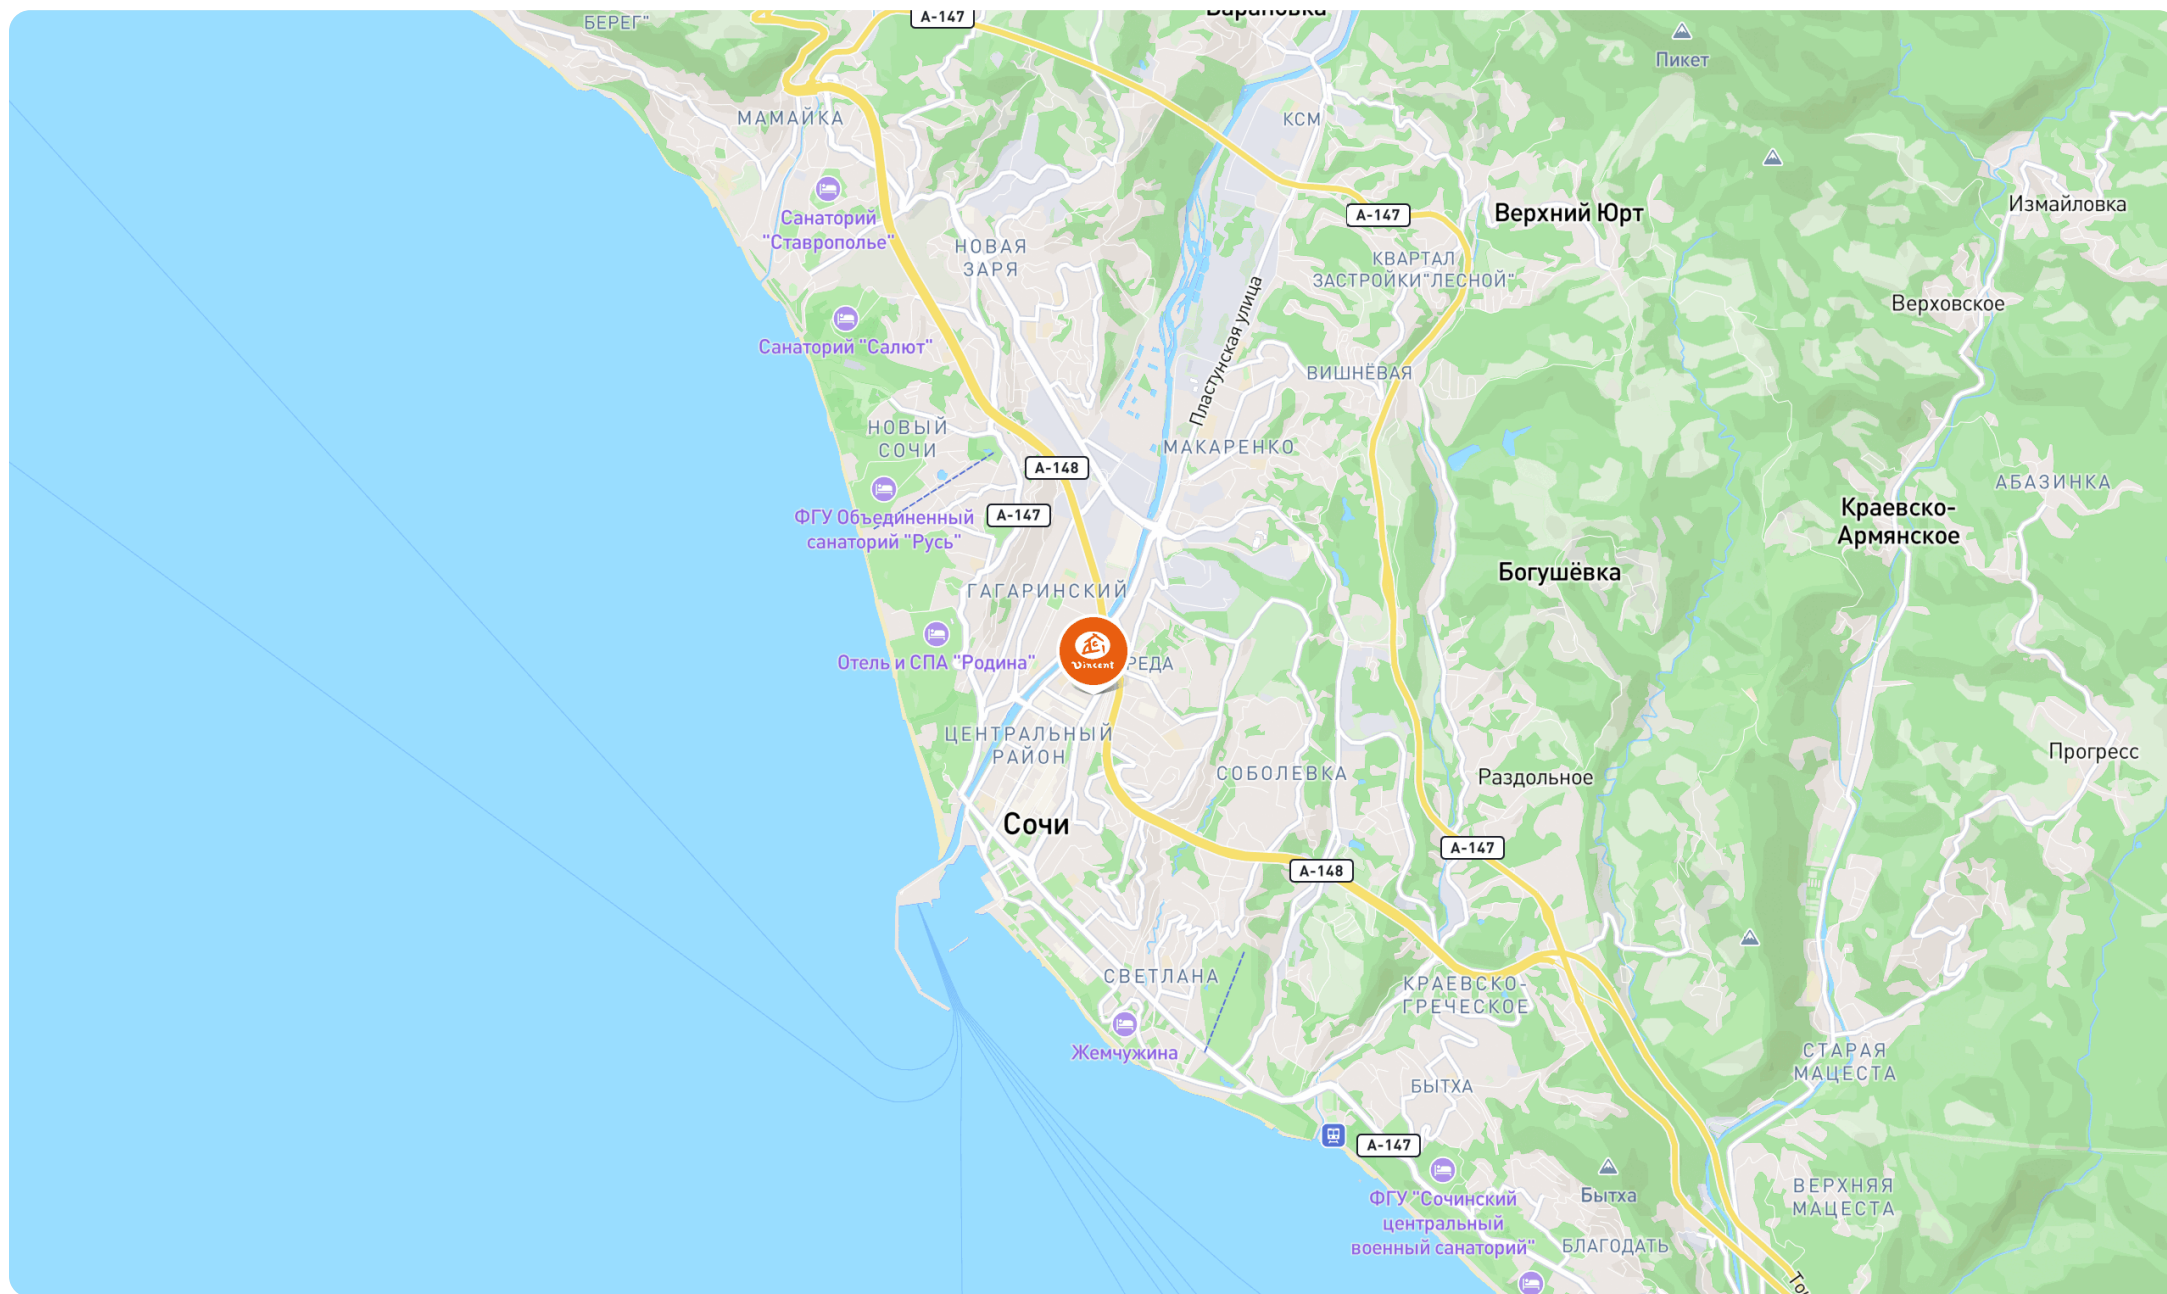 БЕРЕГ"
А-147
Барановка
Пикет
МАМАЙКА
КСМ
Санаторий
"Ставрополье"
А-147
Верхний Юрт
Измайловка
НОВАЯ
ЗАРЯ
КВАРТАЛ
ЗАСТРОЙКИ"ЛЕСНОЙ"
Верховское
Санаторий "Салют"
Пластунская улица
ВИШНЁВАЯ
НОВЫЙ
СОЧИ
МАКАРЕНКО
А-148
АБАЗИНКА
ФГУ Объединенный
санаторий "Русь"
А-147
Краевско-
Армянское
Богушёвка
ГАГАРИНСКИЙ
Vincent
РЕДА
Отель и СПА "Родина"
ЦЕНТРАЛЬНЫЙ
РАЙОН
СОБОЛЕВКА
Раздольное
Прогресс
Сочи
А-147
А-148
СВЕТЛАНА
КРАЕВСКО-
ГРЕЧЕСКОЕ
Жемчужина
СТАРАЯ
МАЦЕСТА
БЫТХА
А-147
ФГУ "Сочинский
центральный
военный санаторий"
Бытха
ВЕРХНЯЯ
МАЦЕСТА
БЛАГОДАТЬ